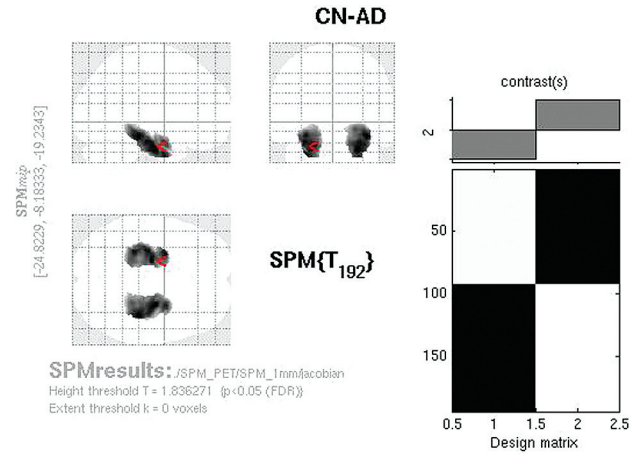 CN-AD
contrast(s)
2
SPMmip
[-24.8229, -8.18333, -19.2343]
SPM{T192}
50
100
150
0.5 1 1.5 2 2.5
Design matrix
SPMresults: ./SPM_PET/SPM_1mm/jacobian
Height threshold T = 1.836271 {p<0.05 (FDR)}
Extent threshold k = 0 voxels